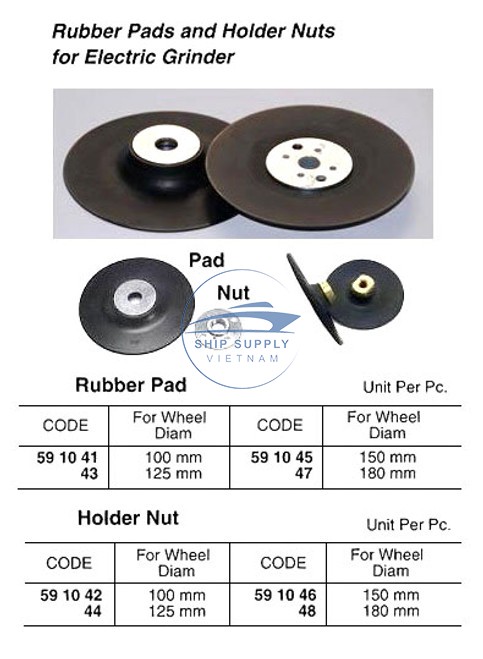 Rubber Pads and Holder Nuts
for Electric Grinder
Pad
Nut
SHIP SUPPLY
VIETNAM
Rubber Pad Unit Per Pc.
CODE For Wheel Diam CODE For Wheel Diam
59 10 41 100 mm 59 10 45 150 mm
43 125 mm 47 180 mm
Holder Nut Unit Per Pc.
CODE For Wheel Diam CODE For Wheel Diam
59 10 42 100 mm 59 10 46 150 mm
44 125 mm 48 180 mm